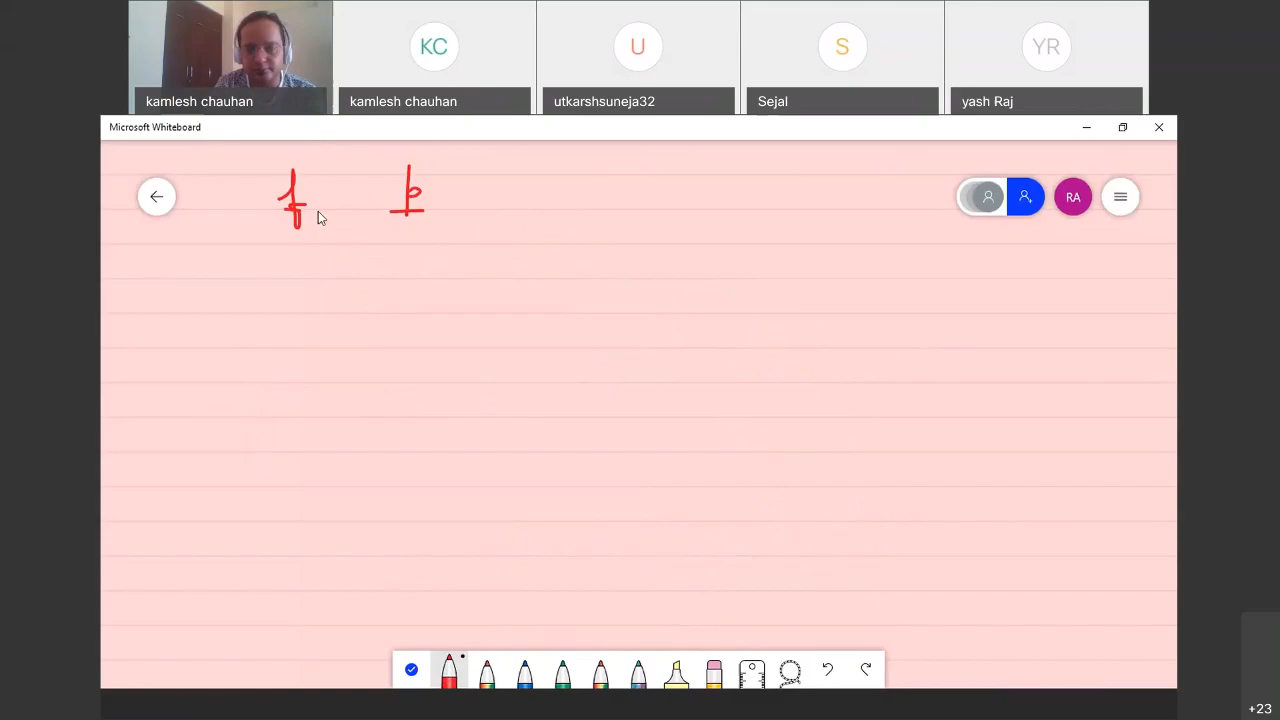 KC
U
S
YR
kamlesh chauhan
kamlesh chauhan
utkarshsuneja32
Sejal
yash Raj
Microsoft Whiteboard
RA
+23